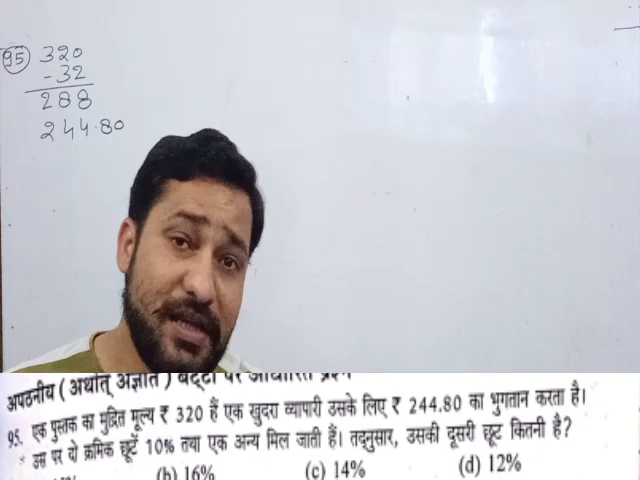 95 320
- 32
288
244.80
अपठनीय ( अर्थात् अज्ञात ) बट्टा पर आधारित प्रश्न
95. एक पुस्तक का मुद्रित मूल्य ₹ 320 हैं एक खुदरा व्यापारी उसके लिए ₹ 244.80 का भुगतान करता है।
* उस पर दो क्रमिक छूटें 10% तथा एक अन्य मिल जाती हैं। तद्नुसार, उसकी दूसरी छूट कितनी है?
(b) 16% (c) 14% (d) 12%